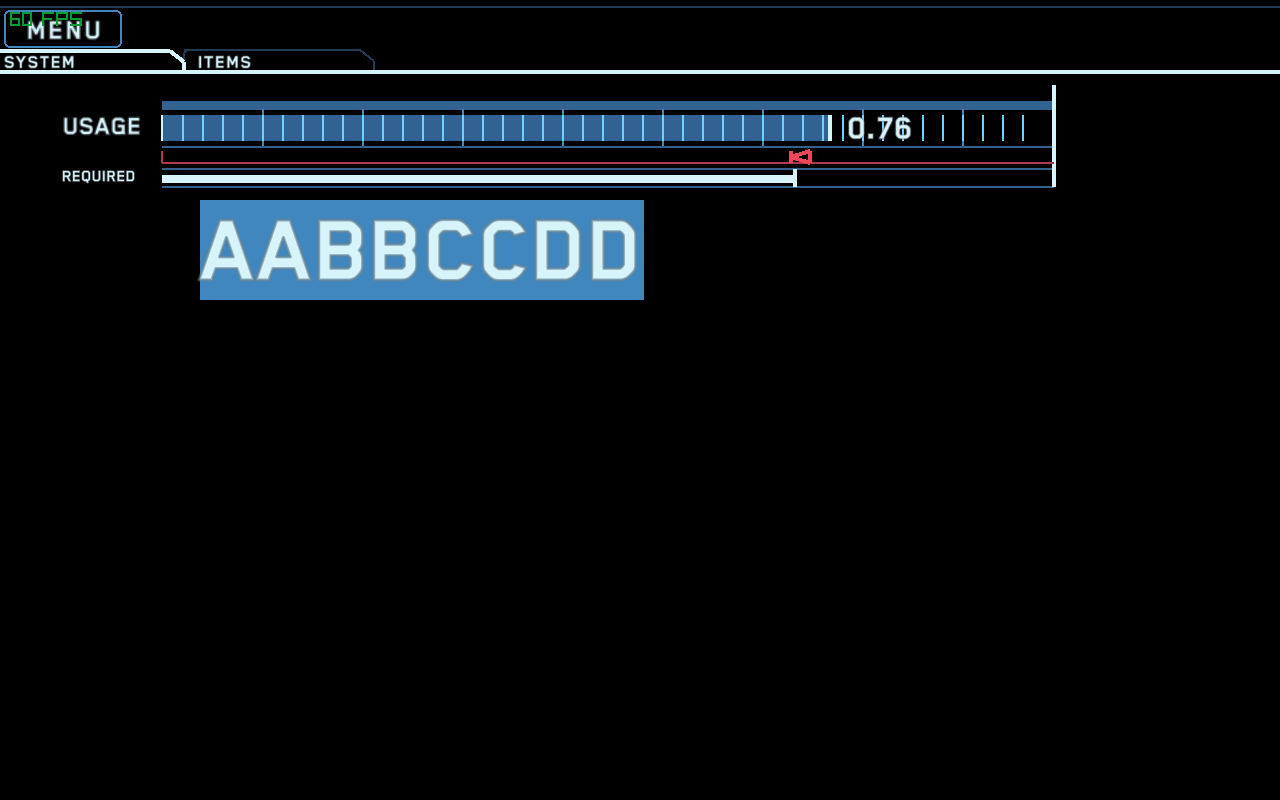 60 FPS
MENU
SYSTEM
ITEMS
USAGE
0.76
REQUIRED
AABBCCDD